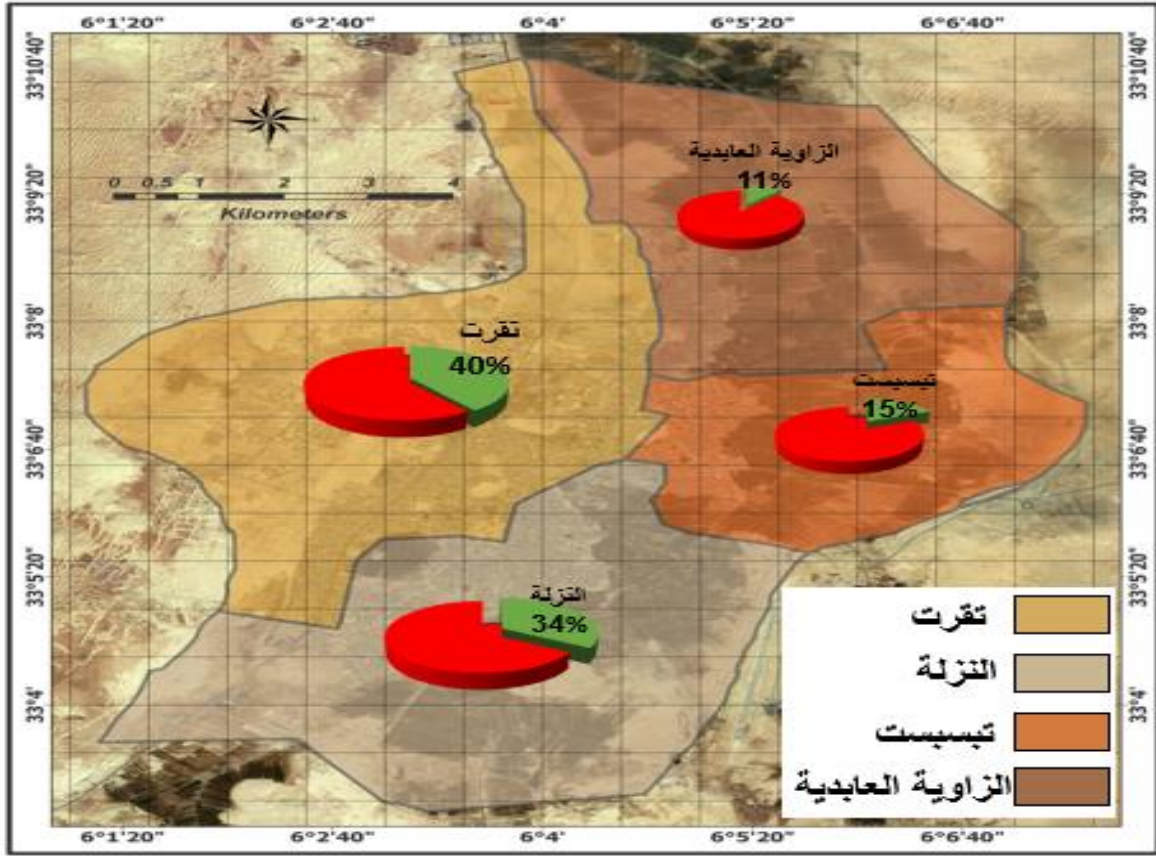 6°1'20" 6°2'40" 6°4' 6°5'20" 6°6'40"
33°10'40" 33°9'20" 33°8' 33°6'40" 33°5'20" 33°4'
33°10'40" 33°9'20" 33°8' 33°6'40" 33°5'20" 33°4'
0 0.5 1 2 3 4
Kilometers
الزاوية العابدية
11%
تقرت
40%
تبسبست
15%
النزلة
34%
تقرت
النزلة
تبسبست
الزاوية العابدية
6°1'20" 6°2'40" 6°4' 6°5'20" 6°6'40"